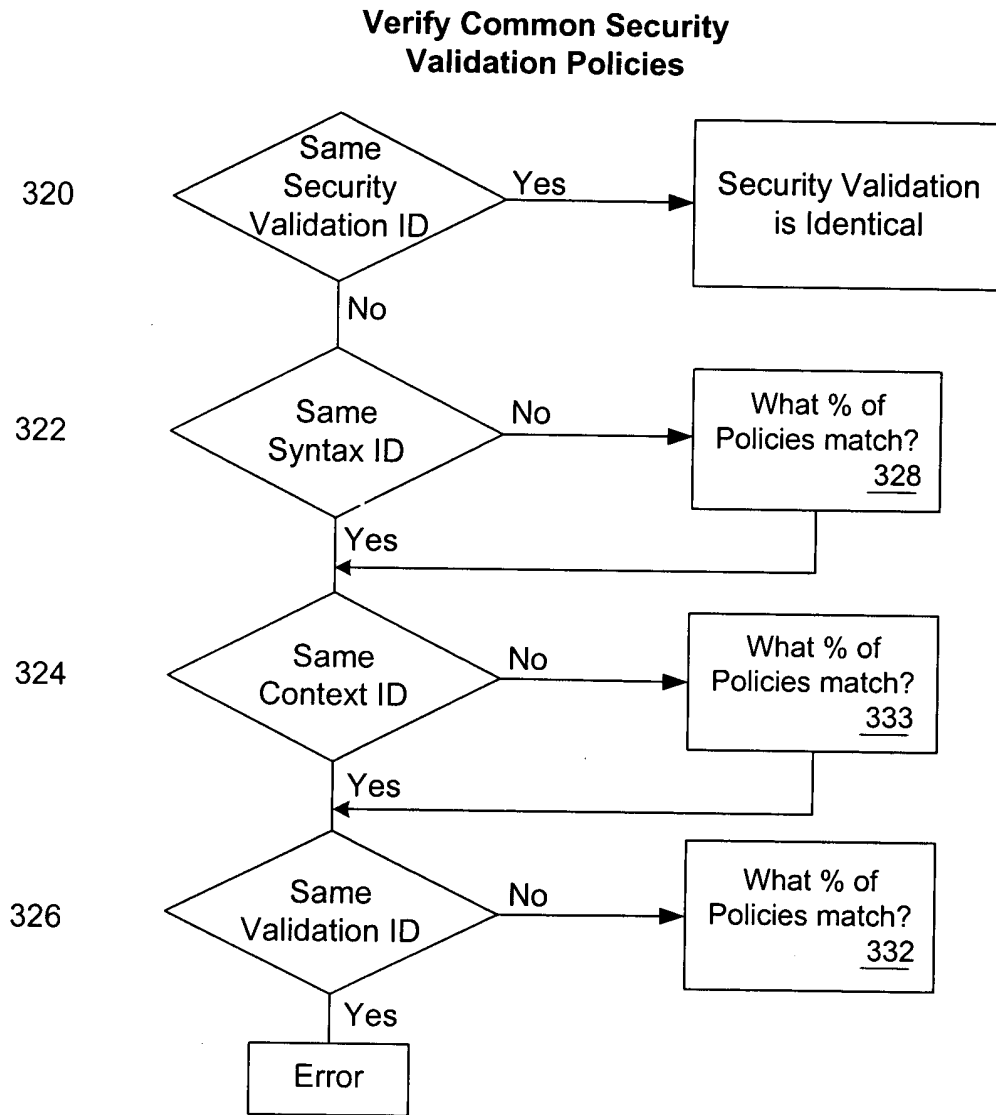 Verify Common Security
Validation Policies
320
Same
Security
Validation ID
Yes
Security Validation
is Identical
No
322
Same
Syntax ID
No
What % of
Policies match?
328
Yes
324
Same
Context ID
No
What % of
Policies match?
333
Yes
326
Same
Validation ID
No
What % of
Policies match?
332
Yes
Error